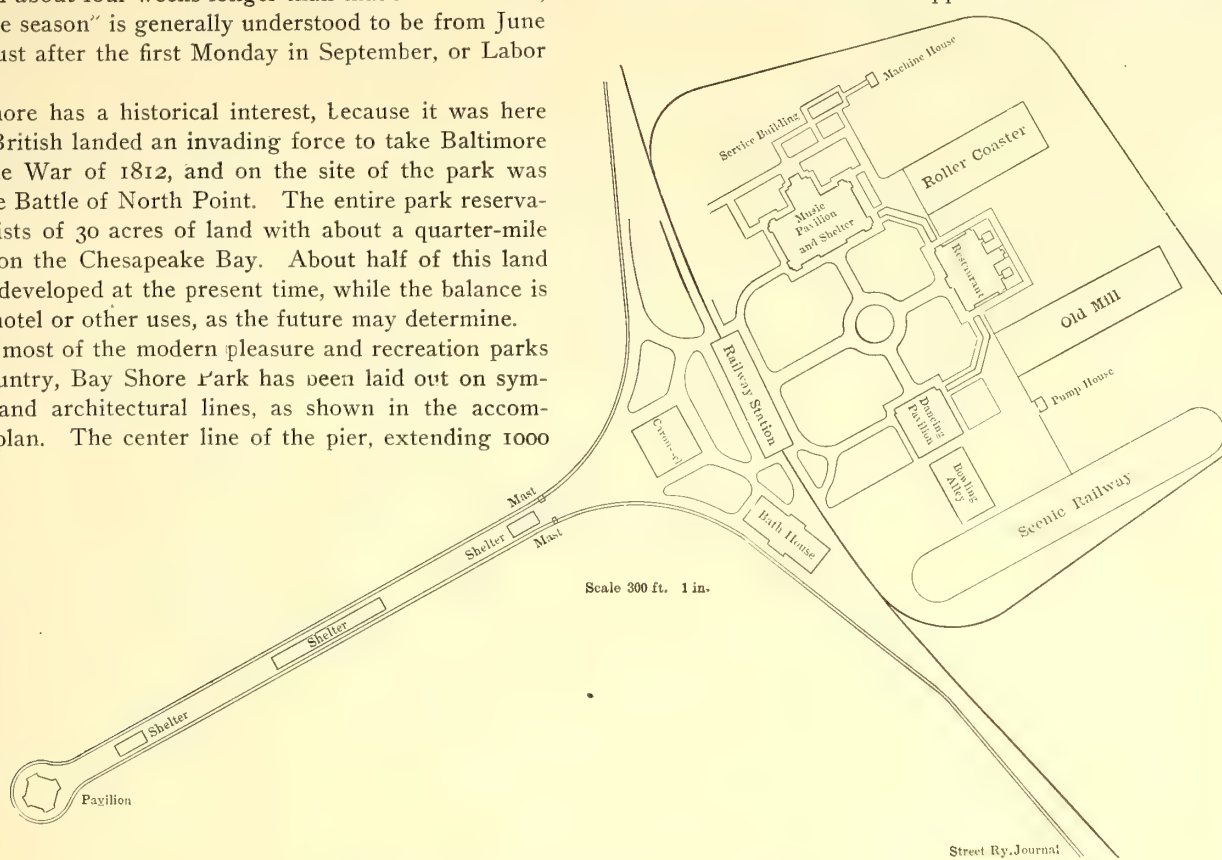 about four weeks longer than
e season” is generally understood to be from June
ust after the first Monday in September, or Labor
nore has a historical interest, because it was here
British landed an invading force to take Baltimore
e War of 1812, and on the site of the park was
e Battle of North Point. The entire park reserva-
ists of 30 acres of land with about a quarter-mile
on the Chesapeake Bay. About half of this land
developed at the present time, while the balance is
hotel or other uses, as the future may determine.
most of the modern pleasure and recreation parks
untry, Bay Shore Park has been laid out on sym-
and architectural lines, as shown in the accom-
plan. The center line of the pier, extending 1000
Machine House
Service Building
Roller Coaster
Music
Pavilion
and Shelter
Restaurant
Old Mill
Railway Station
Pump House
Dancing
Pavilion
Carousel
Bowling
Alley
Scenic Railway
Mast
Shelter
Mast
Bath House
Scale 300 ft. 1 in.
Shelter
Shelter
Pavilion
Street Ry. Journal